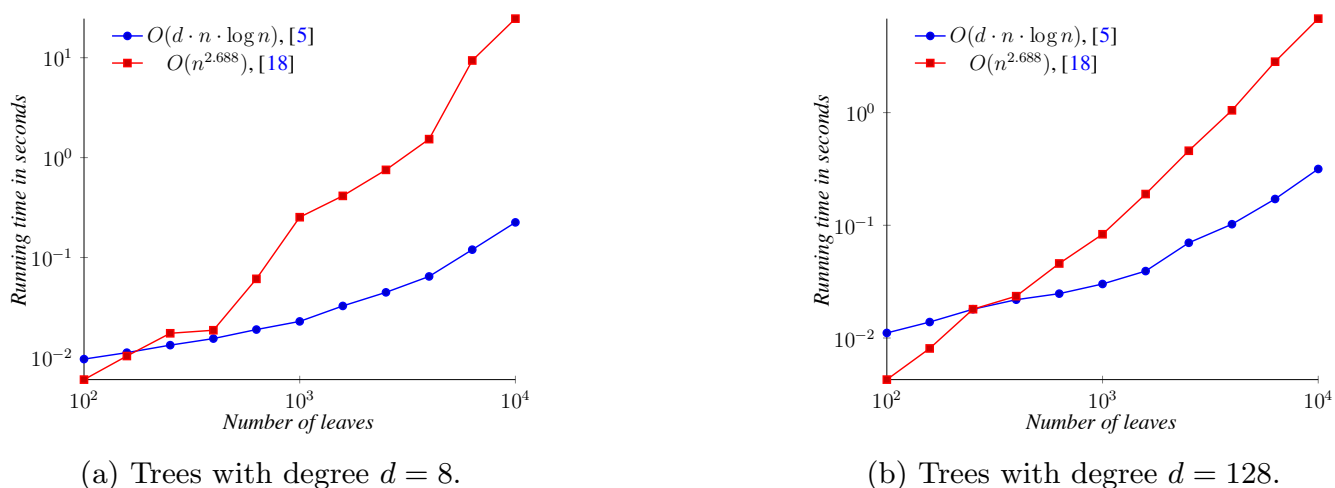 O(d · n · log n), [5]
O(n^2.688), [18]
10^1
10^0
10^-1
10^-2
Running time in seconds
10^2
10^3
10^4
Number of leaves
(a) Trees with degree d = 8.
O(d · n · log n), [5]
O(n^2.688), [18]
10^0
10^-1
10^-2
Running time in seconds
10^2
10^3
10^4
Number of leaves
(b) Trees with degree d = 128.